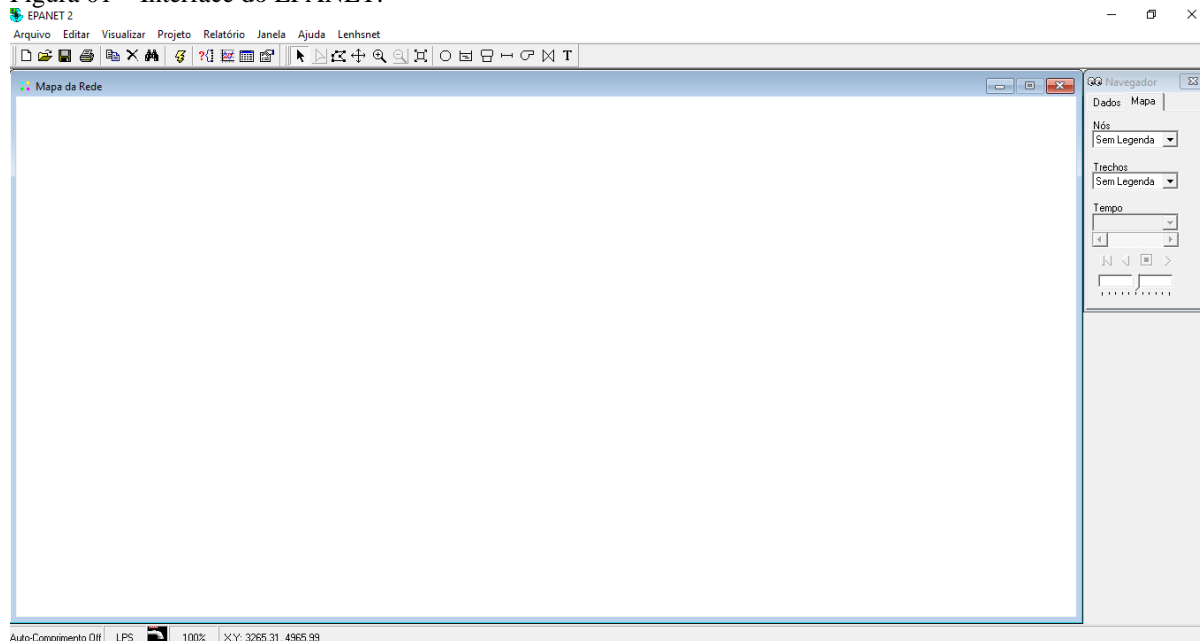 Figura 01 – Interface do EPANET.
EPANET 2
Arquivo Editar Visualizar Projeto Relatório Janela Ajuda Lenhsnet
T
Mapa da Rede
Navegador
Dados Mapa
Nós
Sem Legenda
Trechos
Sem Legenda
Tempo
Auto-Comprimento Off LPS 100% X,Y: 3265.31, 4965.99